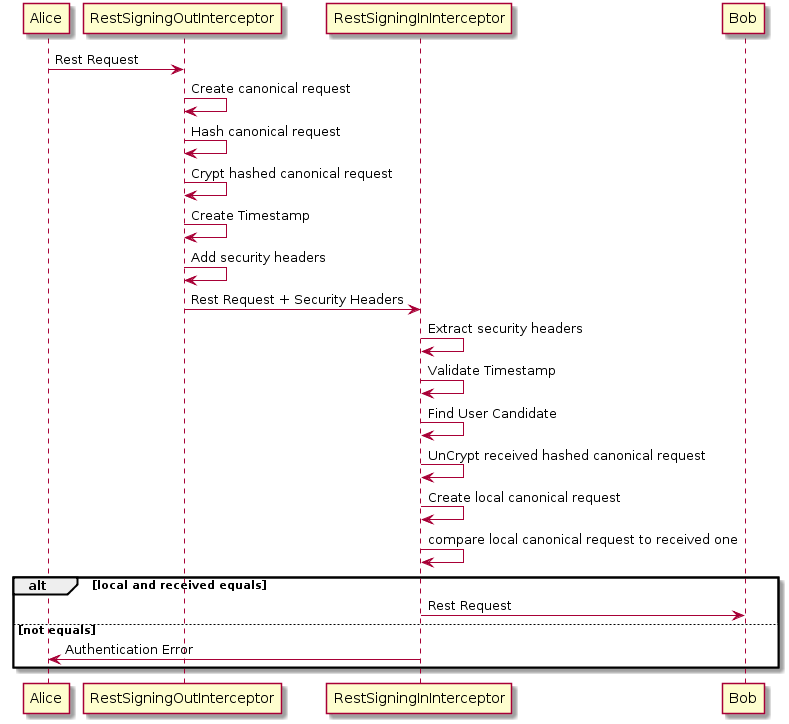 Alice RestSigningOutInterceptor RestSigningInInterceptor Bob
Rest Request
Create canonical request
Hash canonical request
Crypt hashed canonical request
Create Timestamp
Add security headers
Rest Request + Security Headers
Extract security headers
Validate Timestamp
Find User Candidate
UnCrypt received hashed canonical request
Create local canonical request
compare local canonical request to received one
alt [local and received equals]
Rest Request
[not equals]
Authentication Error
Alice RestSigningOutInterceptor RestSigningInInterceptor Bob